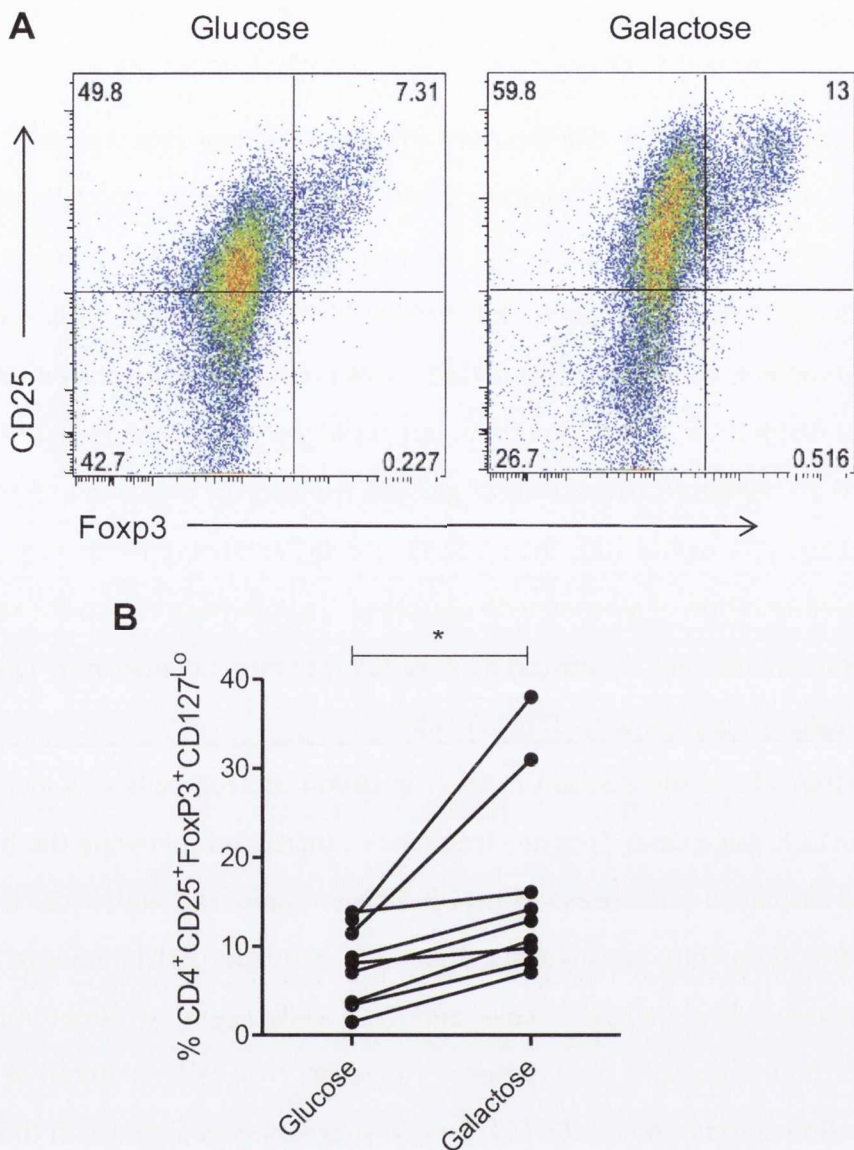 A
Glucose
Galactose
49.8
7.31
59.8
13
CD25
42.7
0.227
26.7
0.516
Foxp3
B
*
% CD4⁺CD25⁺FoxP3⁺CD127ᴸᵒ
40
30
20
10
0
Glucose
Galactose